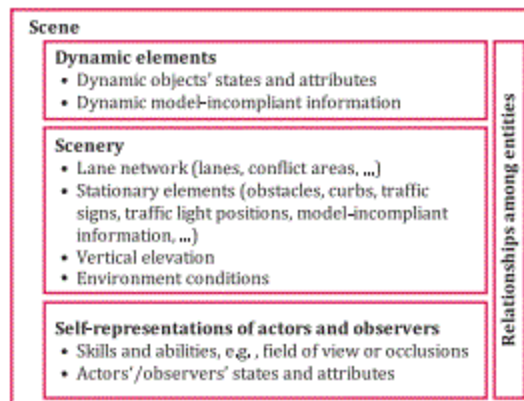 Scene
Dynamic elements
• Dynamic objects' states and attributes
• Dynamic model-incompliant information
Scenery
• Lane network (lanes, conflict areas, ...)
• Stationary elements (obstacles, curbs, traffic
signs, traffic light positions, model-incompliant
information, ...)
• Vertical elevation
• Environment conditions
Self-representations of actors and observers
• Skills and abilities, e.g. , field of view or occlusions
• Actors'/observers' states and attributes
Relationships among entities